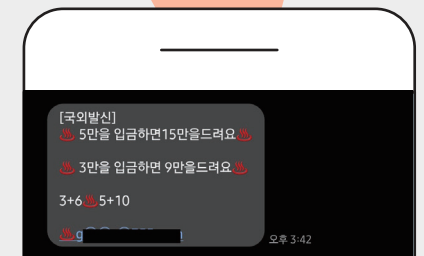 [국외발신]
♨ 5만을 입금하면15만을드려요♨
♨ 3만을 입금하면 9만을드려요♨
3+6♨5+10
♨g
오후 3:42